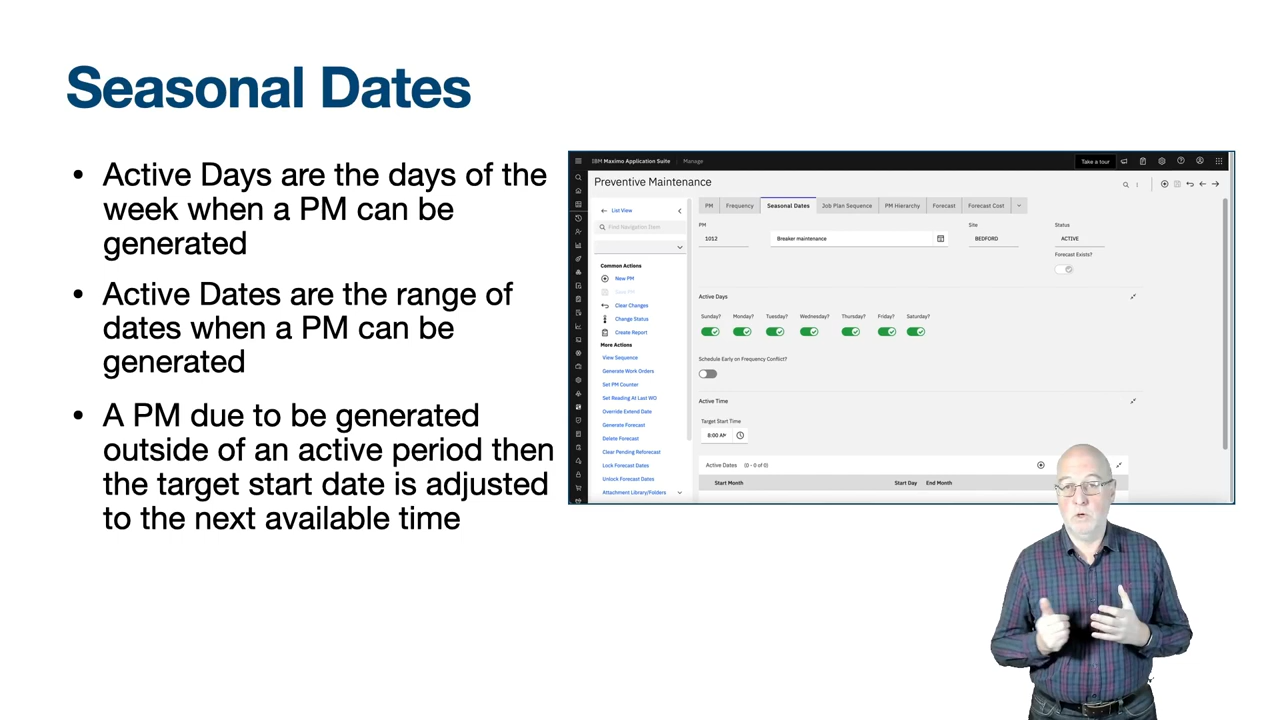 Seasonal Dates
• Active Days are the days of the
week when a PM can be
generated
• Active Dates are the range of
dates when a PM can be
generated
• A PM due to be generated
outside of an active period then
the target start date is adjusted
to the next available time
IBM Maximo Application Suite Manage Take a tour
Preventive Maintenance
List View
PM Frequency Seasonal Dates Job Plan Sequence PM Hierarchy Forecast Forecast Cost
Find Navigation Item
PM Site Status
1012 Breaker maintenance BEDFORD ACTIVE
Forecast Exists?
Common Actions
New PM
Save PM
Clear Changes
Change Status
Create Report
More Actions
View Sequence
Generate Work Orders
Set PM Counter
Set Reading At Last WO
Override Extend Date
Generate Forecast
Delete Forecast
Clear Pending Reforecast
Lock Forecast Dates
Unlock Forecast Dates
Attachment Library/Folders
Active Days
Sunday? Monday? Tuesday? Wednesday? Thursday? Friday? Saturday?
Schedule Early on Frequency Conflict?
Active Time
Target Start Time
8:00 AM
Active Dates (0 - 0 of 0)
Start Month Start Day End Month